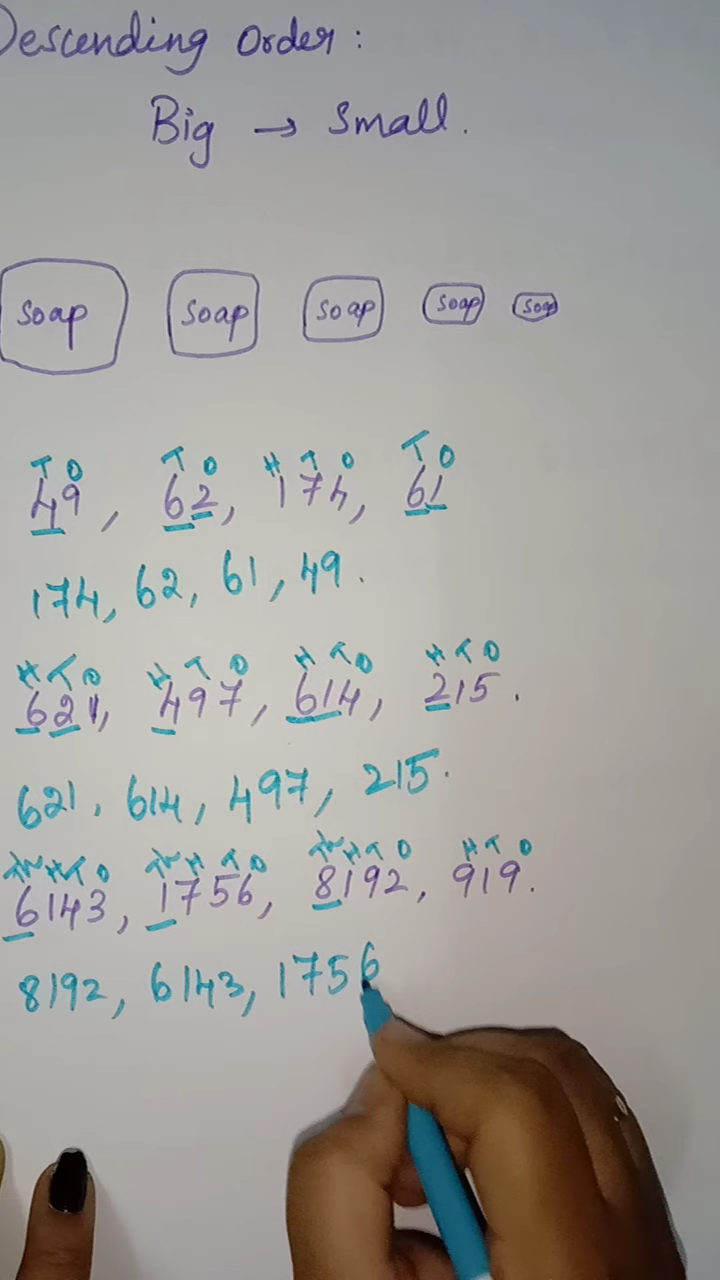 Descending Order:
Big → Small.
Soap Soap Soap Soap Soap
T O T O H T O T O
49, 62, 174, 61
174, 62, 61, 49.
H T O H T O H T O H T O
621, 497, 614, 215.
621, 614, 497, 215.
H T O H T O H T O H T O
6143, 1756, 8192, 919.
8192, 6143, 1756